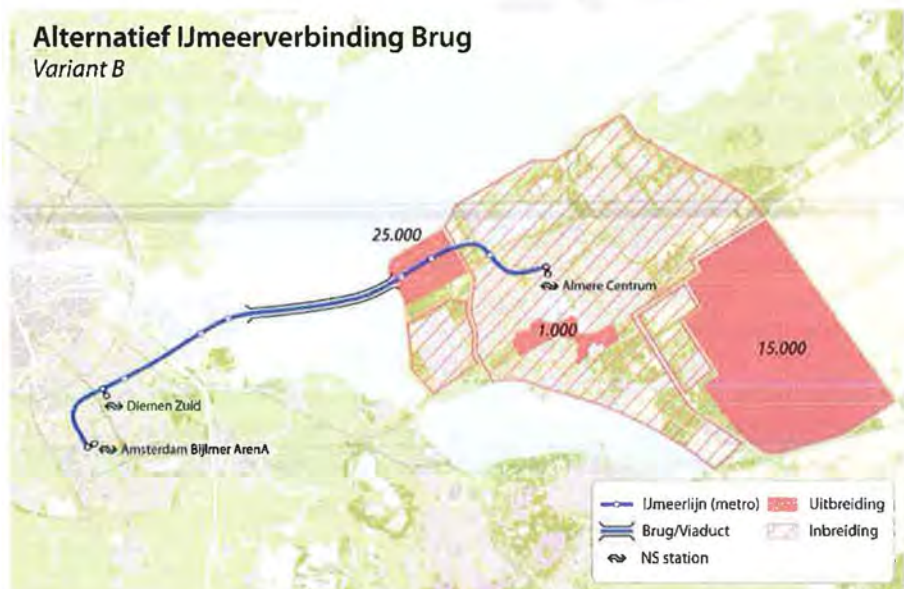 Alternatief IJmeerverbinding Brug
Variant B
25.000
Almere Centrum
1.000
15.000
Diemen Zuid
Amsterdam Bijlmer ArenA
IJmeerlijn (metro)
Uitbreiding
Brug/Viaduct
Inbreiding
NS station